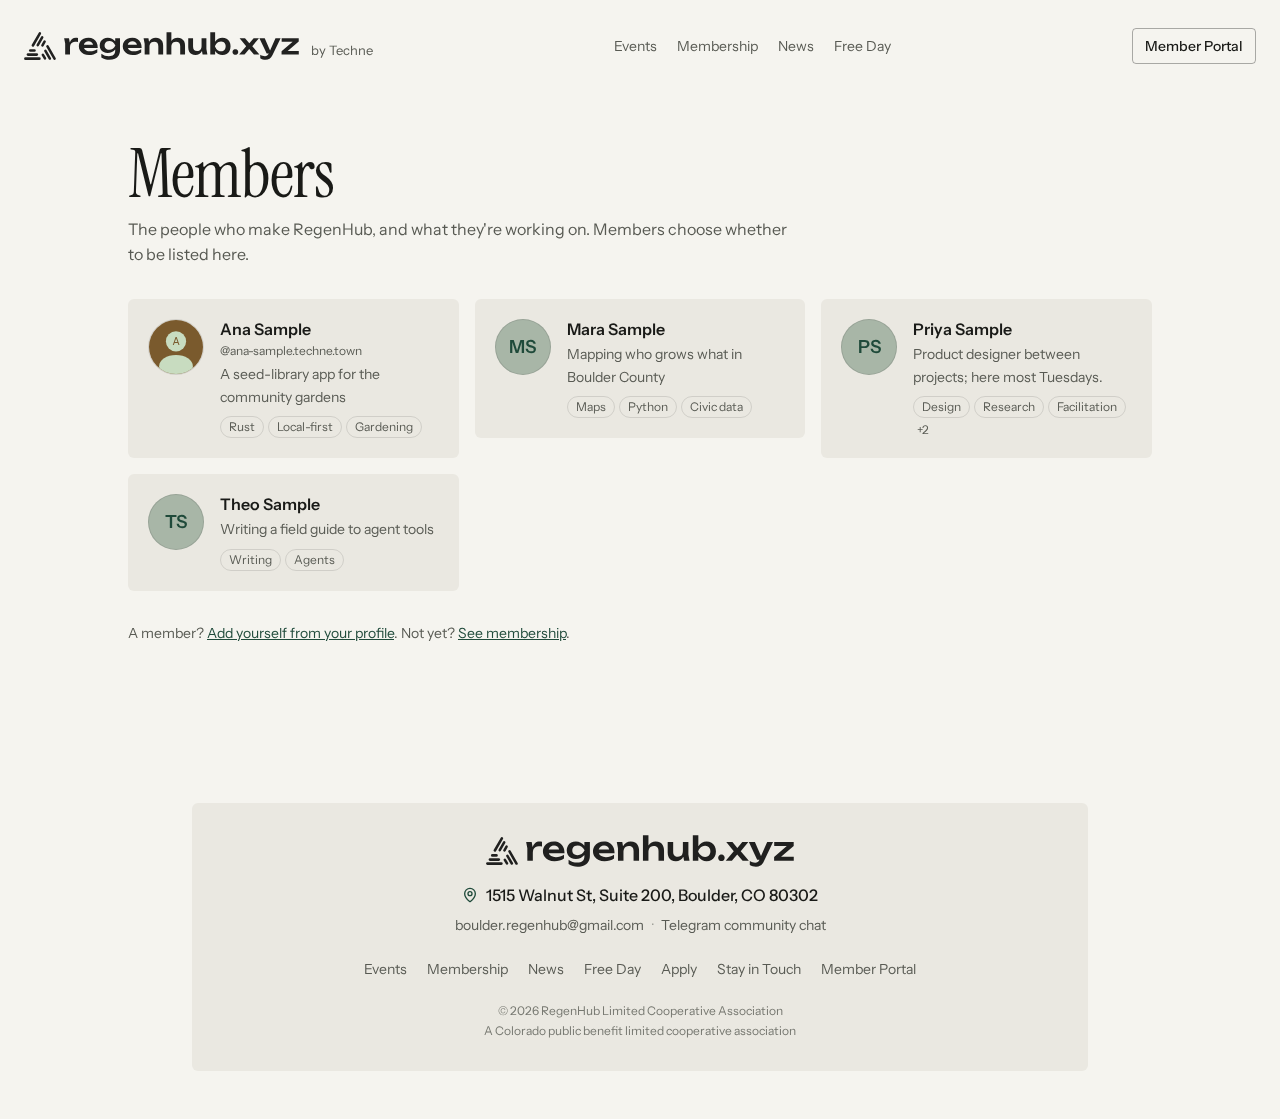 regenhub.xyz by Techne
Events Membership News Free Day
Member Portal
Members
The people who make RegenHub, and what they're working on. Members choose whether
to be listed here.
A
Ana Sample
@ana-sample.techne.town
A seed-library app for the
community gardens
Rust Local-first Gardening
MS
Mara Sample
Mapping who grows what in
Boulder County
Maps Python Civic data
PS
Priya Sample
Product designer between
projects; here most Tuesdays.
Design Research Facilitation
+2
TS
Theo Sample
Writing a field guide to agent tools
Writing Agents
A member? Add yourself from your profile. Not yet? See membership.
regenhub.xyz
1515 Walnut St, Suite 200, Boulder, CO 80302
boulder.regenhub@gmail.com · Telegram community chat
Events Membership News Free Day Apply Stay in Touch Member Portal
© 2026 RegenHub Limited Cooperative Association
A Colorado public benefit limited cooperative association